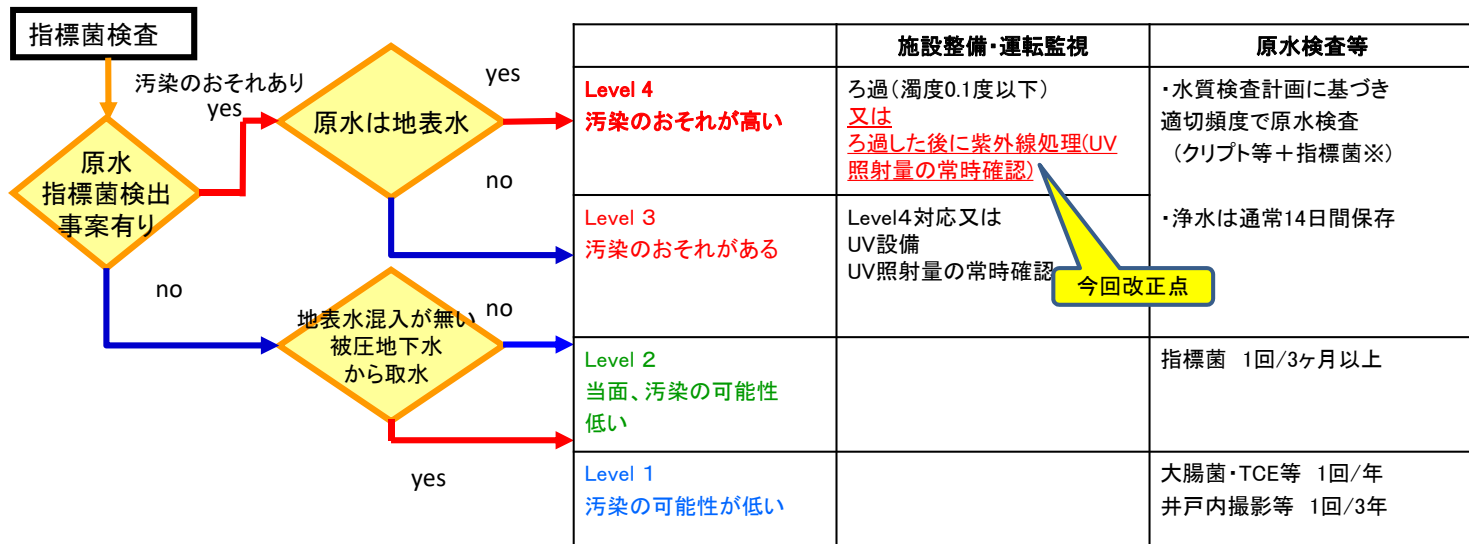 指標菌検査
汚染のおそれあり
yes
原水
指標菌検出
事案有り
no
原水は地表水
yes
no
地表水混入が無い
被圧地下水
から取水
no
yes
施設整備・運転監視
原水検査等
Level 4
汚染のおそれが高い
ろ過(濁度0.1度以下)
又は
ろ過した後に紫外線処理(UV
照射量の常時確認)
・水質検査計画に基づき
適切頻度で原水検査
(クリプト等+指標菌※)
・浄水は通常14日間保存
Level 3
汚染のおそれがある
Level4対応又は
UV設備
UV照射量の常時確認
今回改正点
Level 2
当面、汚染の可能性
低い
指標菌 1回/3ヶ月以上
Level 1
汚染の可能性が低い
大腸菌・TCE等 1回/年
井戸内撮影等 1回/3年